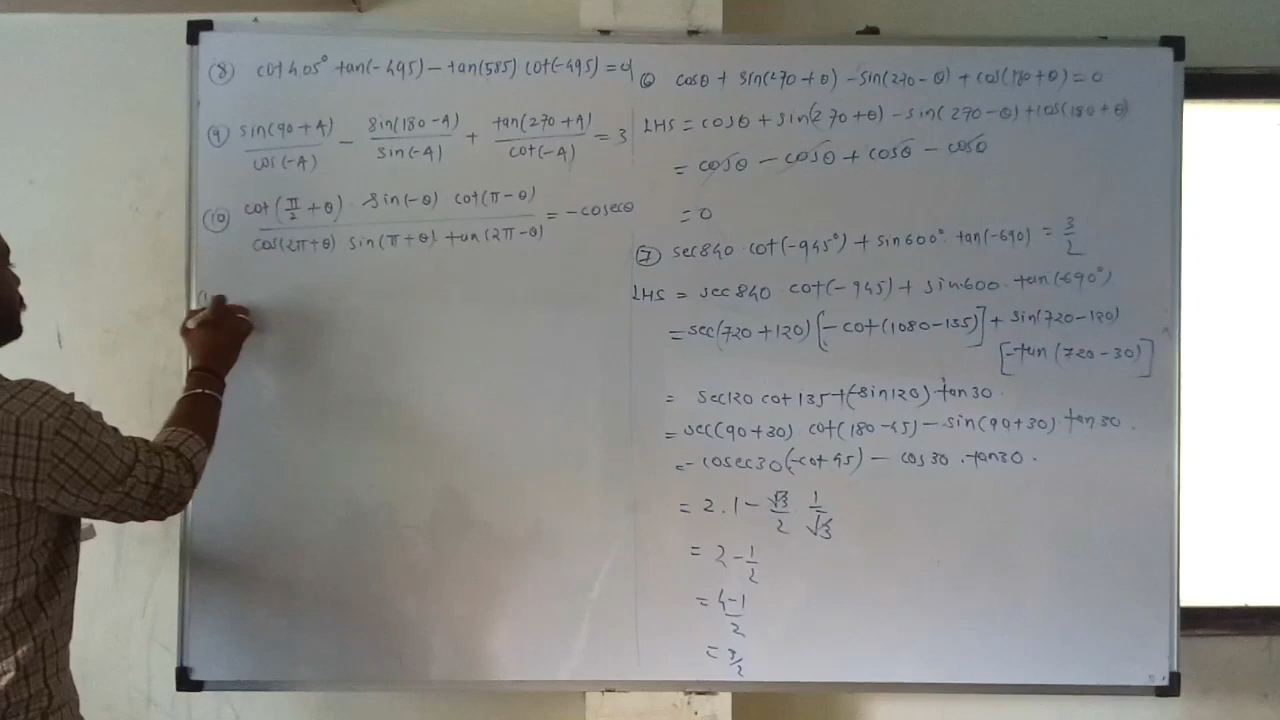 (8) cot 405° tan(-495) - tan(585) cot(-495) = 9
(9) sin(90+A)/cos(-A) - sin(180-A)/sin(-A) + tan(270+A)/cot(-A) = 3
(10) cot(π/2 + θ) · sin(-θ) cot(π-θ) / cos(2π+θ) sin(π+θ) · tan(2π-θ) = -cosecθ
(1
⑥ cosθ + sin(270+θ) - sin(270-θ) + cos(180+θ) = 0
LHS = cosθ + sin(270+θ) - sin(270-θ) + cos(180+θ)
= cosθ - cosθ + cosθ - cosθ
= 0
⑦ sec840 · cot(-945°) + sin600° · tan(-690) = 3/2
LHS = sec840 cot(-945) + sin600 · tan(-690°)
= sec(720+120) [-cot(1080-135)] + sin(720-120)
[-tan(720-30)]
= sec120 cot135 + (-sin120) tan30
= sec(90+30) cot(180-45) - sin(90+30) tan30 .
= -cosec30(-cot45) - cos30 . tan30 .
= 2.1 - √3/2 1/√3
= 2 - 1/2
= 4-1/2
= 3/2